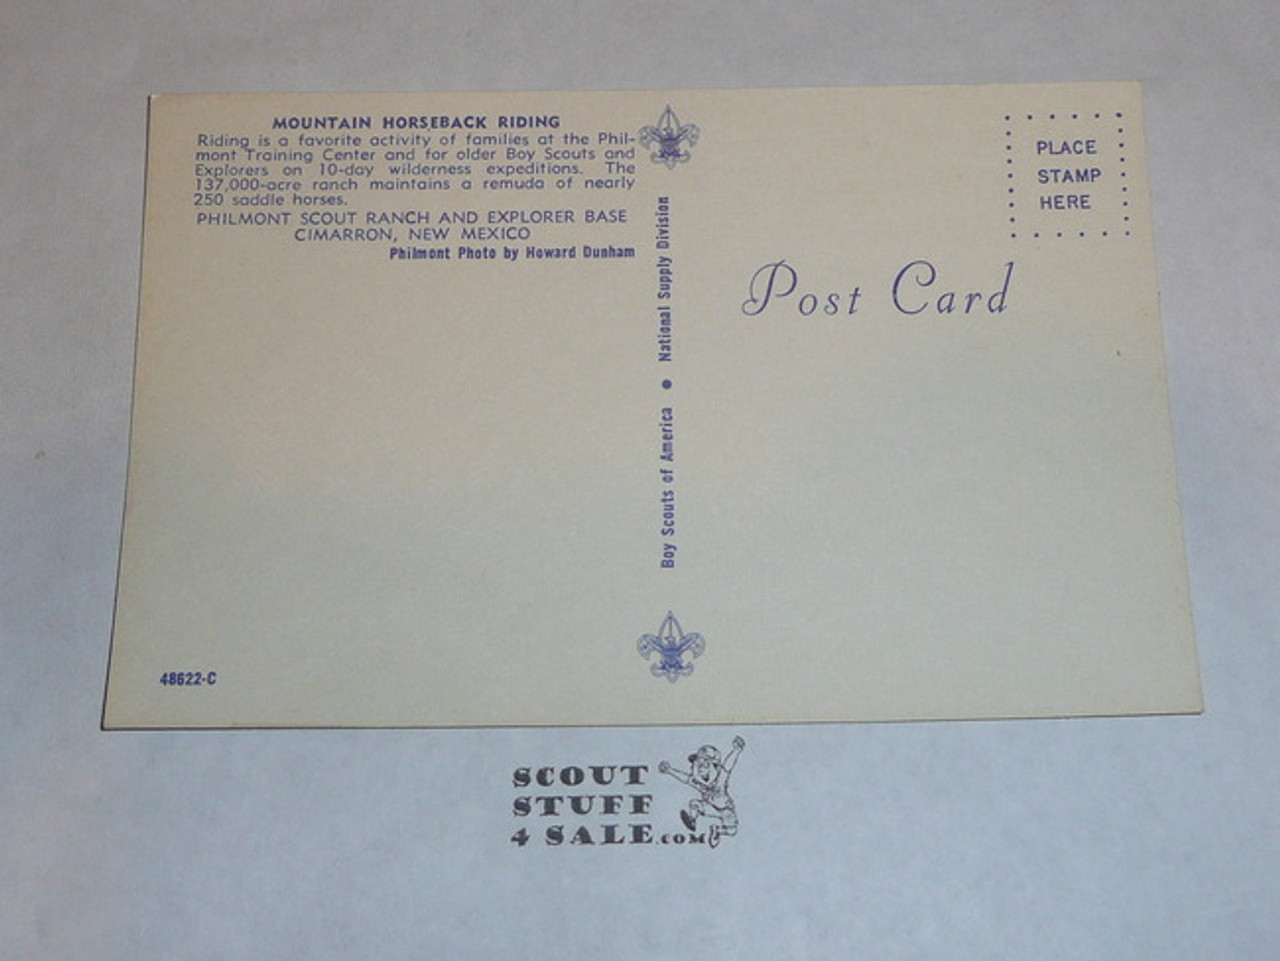 MOUNTAIN HORSEBACK RIDING
Riding is a favorite activity of families at the Phil-
mont Training Center and for older Boy Scouts and
Explorers on 10-day wilderness expeditions. The
137,000-acre ranch maintains a remuda of nearly
250 saddle horses.
PHILMONT SCOUT RANCH AND EXPLORER BASE
CIMARRON, NEW MEXICO
Philmont Photo by Howard Dunham
48622-C
Boy Scouts of America • National Supply Division
PLACE
STAMP
HERE
Post Card
SCOUT
STUFF
4 SALE.COM